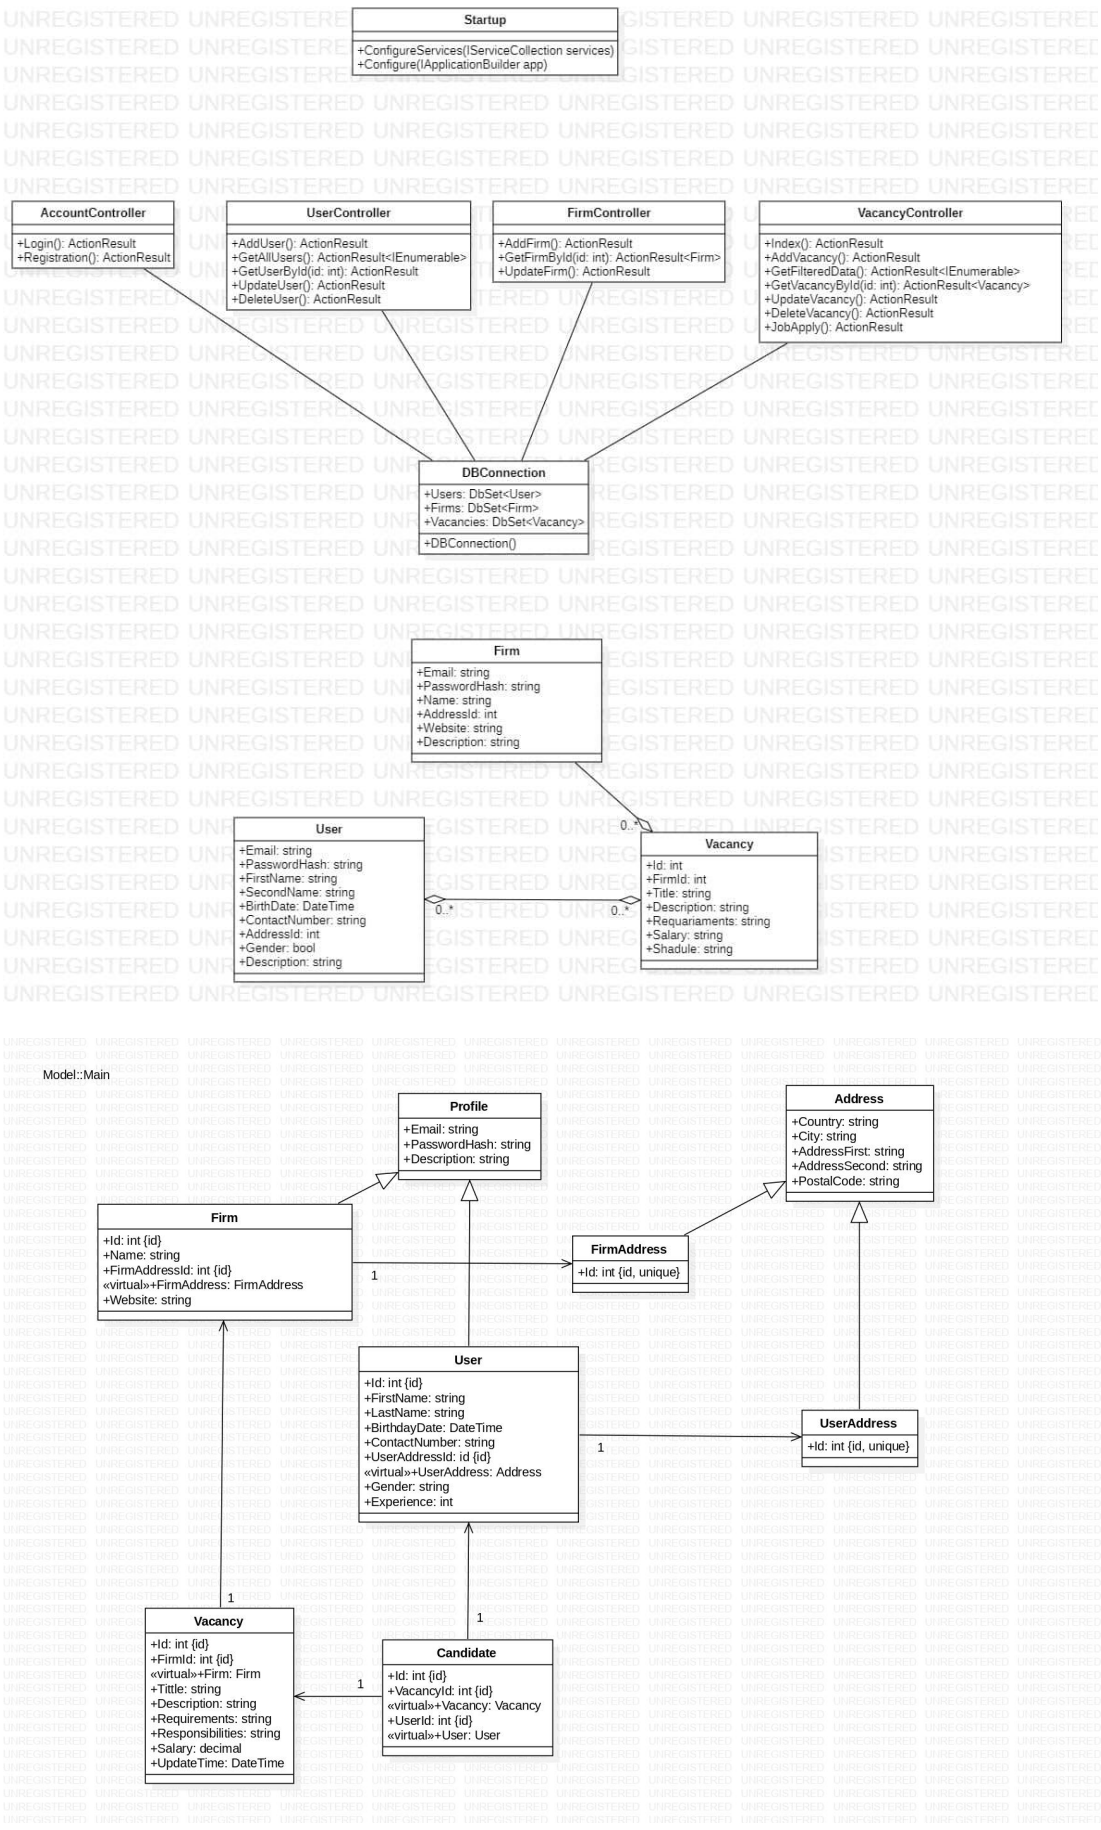 Startup
+ConfigureServices(IServiceCollection services)
+Configure(IApplicationBuilder app)
AccountController
+Login(): ActionResult
+Registration(): ActionResult
UserController
+AddUser(): ActionResult
+GetAllUsers(): ActionResult<IEnumerable>
+GetUserById(id: int): ActionResult
+UpdateUser(): ActionResult
+DeleteUser(): ActionResult
FirmController
+AddFirm(): ActionResult
+GetFirmById(id: int): ActionResult<Firm>
+UpdateFirm(): ActionResult
VacancyController
+Index(): ActionResult
+AddVacancy(): ActionResult
+GetFilteredData(): ActionResult<IEnumerable>
+GetVacancyById(id: int): ActionResult<Vacancy>
+UpdateVacancy(): ActionResult
+DeleteVacancy(): ActionResult
+JobApply(): ActionResult
DBConnection
+Users: DbSet<User>
+Firms: DbSet<Firm>
+Vacancies: DbSet<Vacancy>
+DBConnection()
Firm
+Email: string
+PasswordHash: string
+Name: string
+AddressId: int
+Website: string
+Description: string
0..*
User
+Email: string
+PasswordHash: string
+FirstName: string
+SecondName: string
+BirthDate: DateTime
+ContactNumber: string
+AddressId: int
+Gender: bool
+Description: string
0..*
0..*
Vacancy
+Id: int
+FirmId: int
+Title: string
+Description: string
+Requariaments: string
+Salary: string
+Shadule: string
UNREGISTERED
Model::Main
Profile
+Email: string
+PasswordHash: string
+Description: string
Address
+Country: string
+City: string
+AddressFirst: string
+AddressSecond: string
+PostalCode: string
Firm
+Id: int {id}
+Name: string
+FirmAddressId: int {id}
«virtual»+FirmAddress: FirmAddress
+Website: string
1
FirmAddress
+Id: int {id, unique}
User
+Id: int {id}
+FirstName: string
+LastName: string
+BirthdayDate: DateTime
+ContactNumber: string
+UserAddressId: id {id}
«virtual»+UserAddress: Address
+Gender: string
+Experience: int
1
UserAddress
+Id: int {id, unique}
1
Vacancy
+Id: int {id}
+FirmId: int {id}
«virtual»+Firm: Firm
+Tittle: string
+Description: string
+Requirements: string
+Responsibilities: string
+Salary: decimal
+UpdateTime: DateTime
1
1
Candidate
+Id: int {id}
+VacancyId: int {id}
«virtual»+Vacancy: Vacancy
+UserId: int {id}
«virtual»+User: User